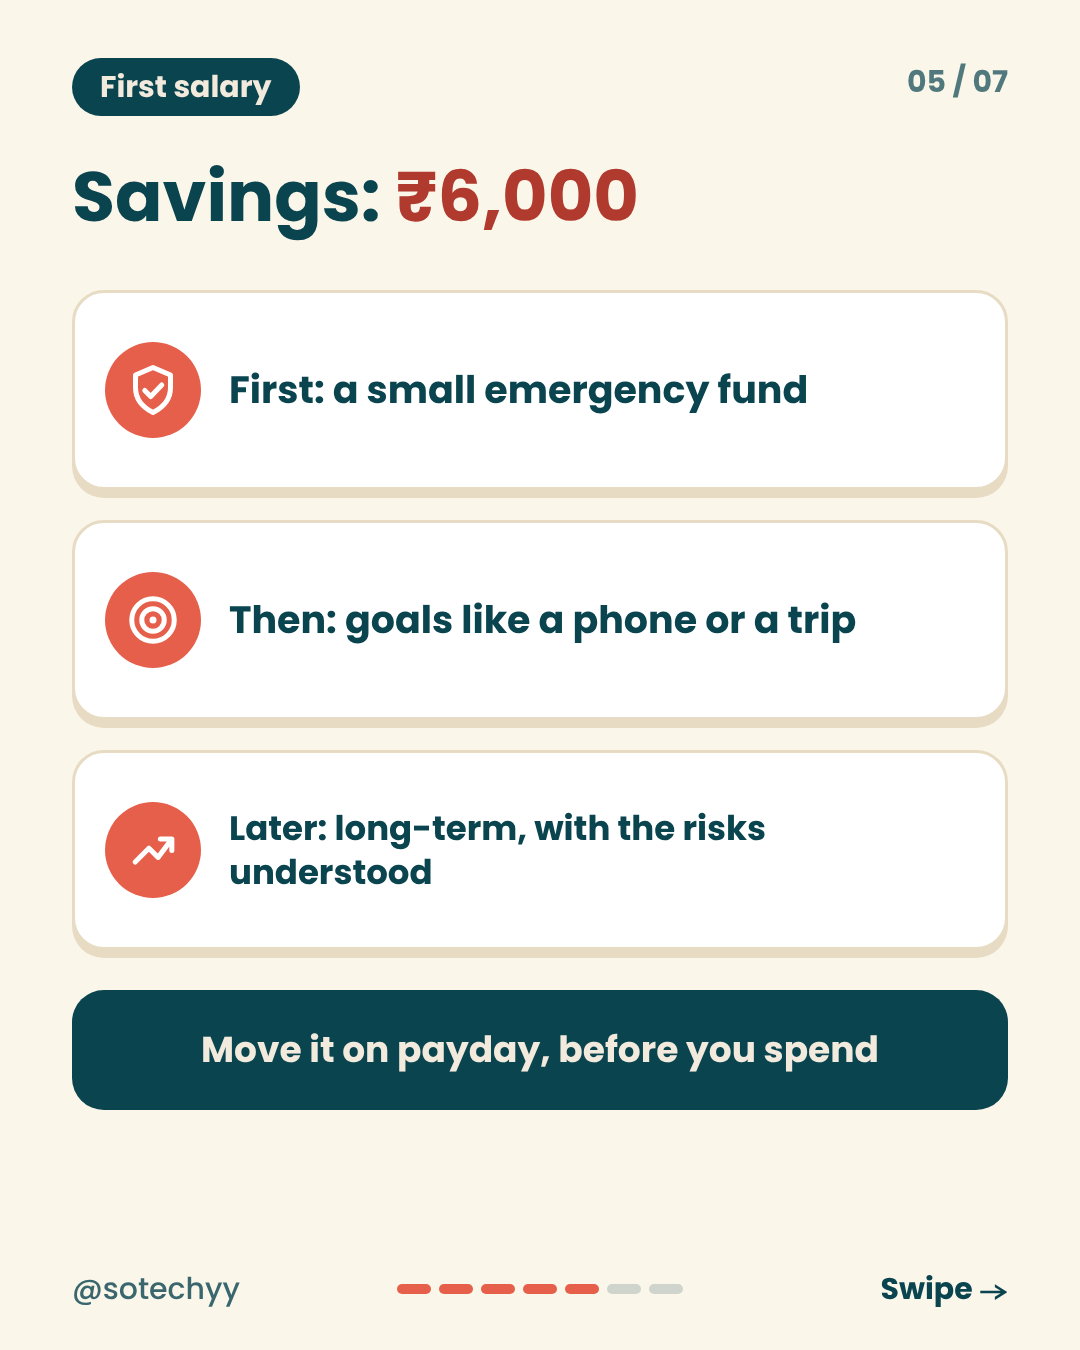 First salary
05 / 07
Savings: ₹6,000
First: a small emergency fund
Then: goals like a phone or a trip
Later: long-term, with the risks
understood
Move it on payday, before you spend
@sotechyy
Swipe →